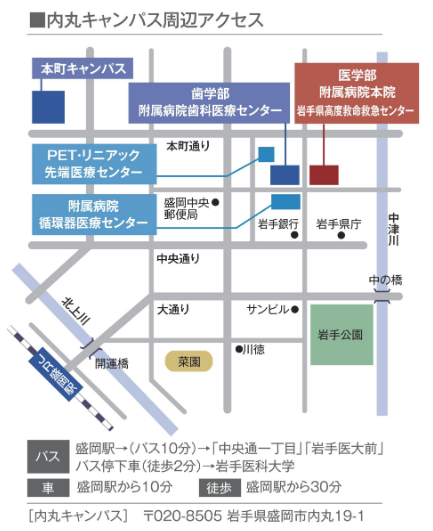 ■内丸キャンパス周辺アクセス
本町キャンパス
歯学部
附属病院歯科医療センター
医学部
附属病院本院
岩手県高度救命救急センター
本町通り
PET・リニアック
先端医療センター
附属病院
循環器医療センター
盛岡中央
郵便局
岩手銀行
岩手県庁
中津川
中央通り
中の橋
北上川
大通り
サンビル
岩手公園
開運橋
菜園
川徳
JR盛岡駅
バス
盛岡駅→(バス10分)→「中央通一丁目」「岩手医大前」
バス停下車(徒歩2分)→岩手医科大学
車 盛岡駅から10分 徒歩 盛岡駅から30分
[内丸キャンパス] 〒020-8505 岩手県盛岡市内丸19-1